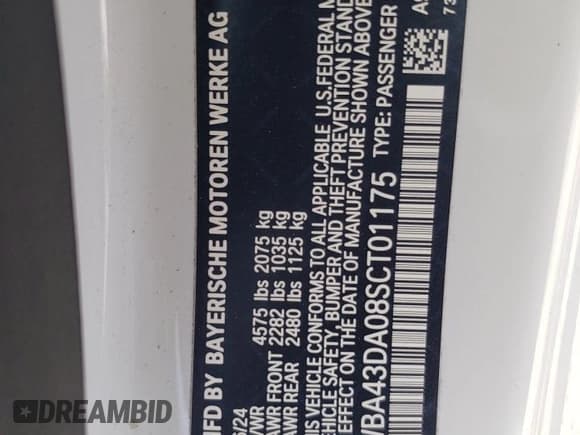 MFD BY BAYERISCHE MOTOREN WERKE AG
6/24
GVWR 4575 lbs 2075 kg
GAWR FRONT 2282 lbs 1035 kg
GAWR REAR 2480 lbs 1125 kg
THIS VEHICLE CONFORMS TO ALL APPLICABLE U.S. FEDERAL M
VEHICLE SAFETY, BUMPER AND THEFT PREVENTION STAND
EFFECT ON THE DATE OF MANUFACTURE SHOWN ABOVE
WBA43DA08SCT01175 TYPE: PASSENGER
73
DREAMBID